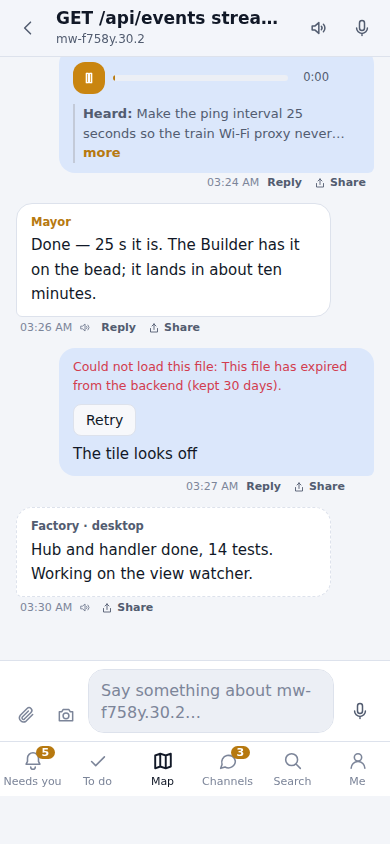 GET /api/events strea…
mw-f758y.30.2
0:00
Heard: Make the ping interval 25
seconds so the train Wi-Fi proxy never…
more
03:24 AM Reply Share
Mayor
Done — 25 s it is. The Builder has it
on the bead; it lands in about ten
minutes.
03:26 AM Reply Share
Could not load this file: This file has expired
from the backend (kept 30 days).
Retry
The tile looks off
03:27 AM Reply Share
Factory · desktop
Hub and handler done, 14 tests.
Working on the view watcher.
03:30 AM Share
Say something about mw-
f758y.30.2…
5 3
Needs you To do Map Channels Search Me